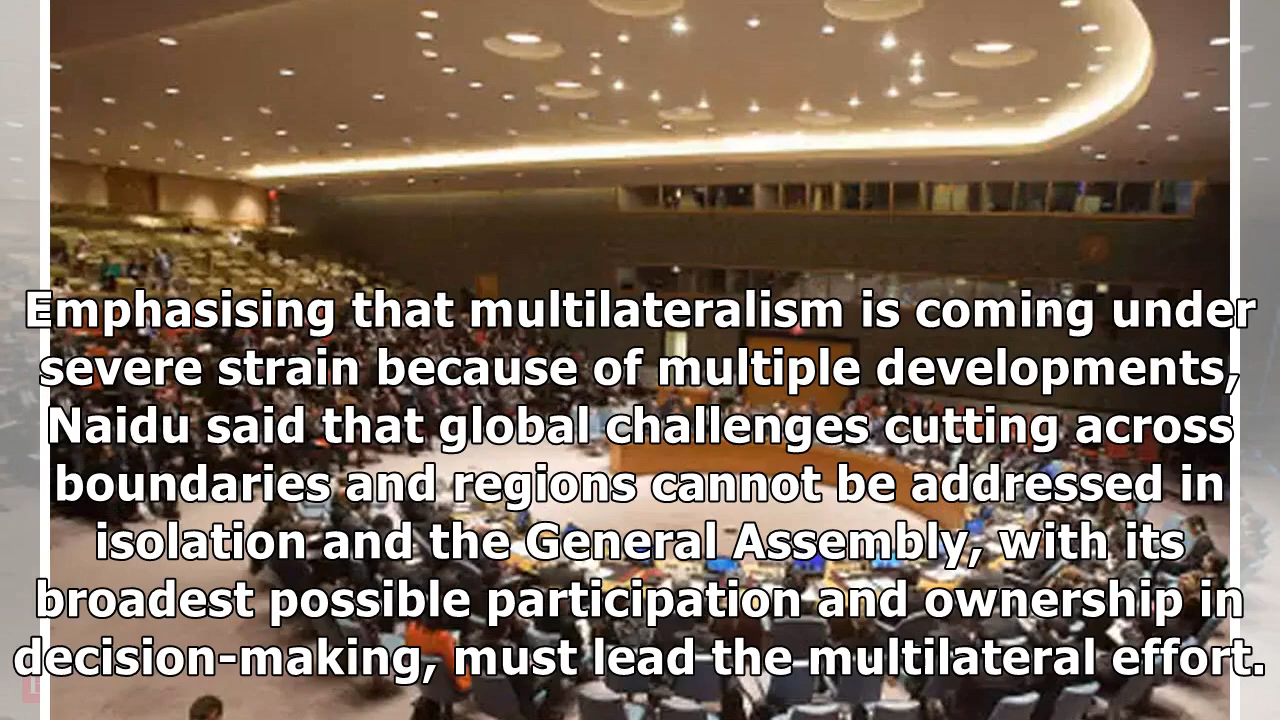 Emphasising that multilateralism is coming under
severe strain because of multiple developments,
Naidu said that global challenges cutting across
boundaries and regions cannot be addressed in
isolation and the General Assembly, with its
broadest possible participation and ownership in
decision-making, must lead the multilateral effort.